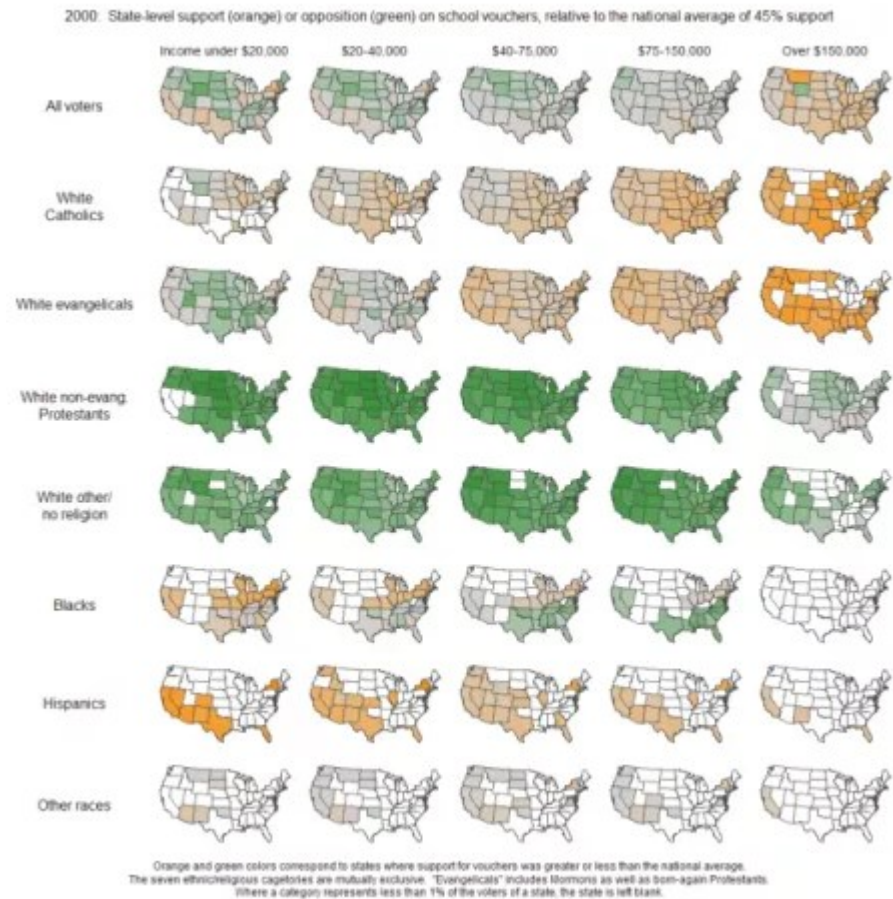 2000: State-level support (orange) or opposition (green) on school vouchers, relative to the national average of 45% support
Income under $20,000 $20-40,000 $40-75,000 $75-150,000 Over $150,000
All voters
White
Catholics
White evangelicals
White non-evang.
Protestants
White other/
no religion
Blacks
Hispanics
Other races
Orange and green colors correspond to states where support for vouchers was greater or less than the national average.
The seven ethnic/religious cagetories are mutually exclusive. "Evangelicals" includes Mormons as well as born-again Protestants.
Where a category represents less than 1% of the voters of a state, the state is left blank.